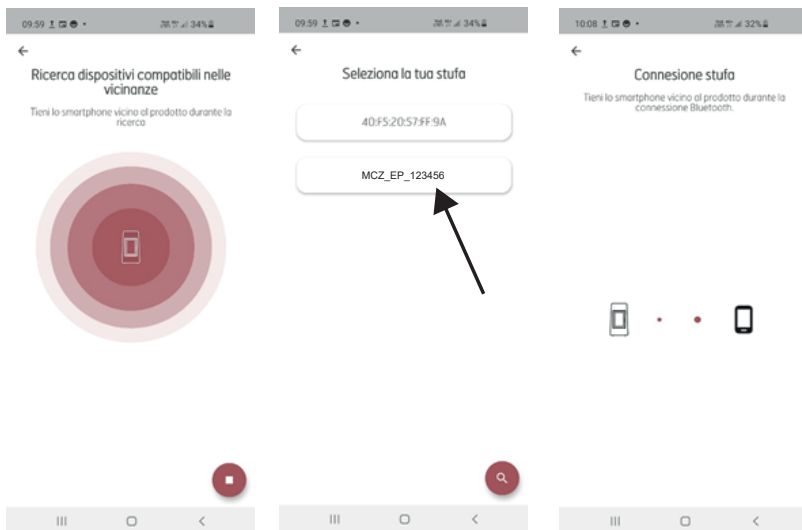 09:59
34%
Ricerca dispositivi compatibili nelle
vicinanze
Tieni lo smartphone vicino al prodotto durante la
ricerca
09:59
34%
Seleziona la tua stufa
40:F5:20:57:FF:9A
MCZ_EP_123456
10:08
32%
Connesione stufa
Tieni lo smartphone vicino al prodotto durante la
connessione Bluetooth.